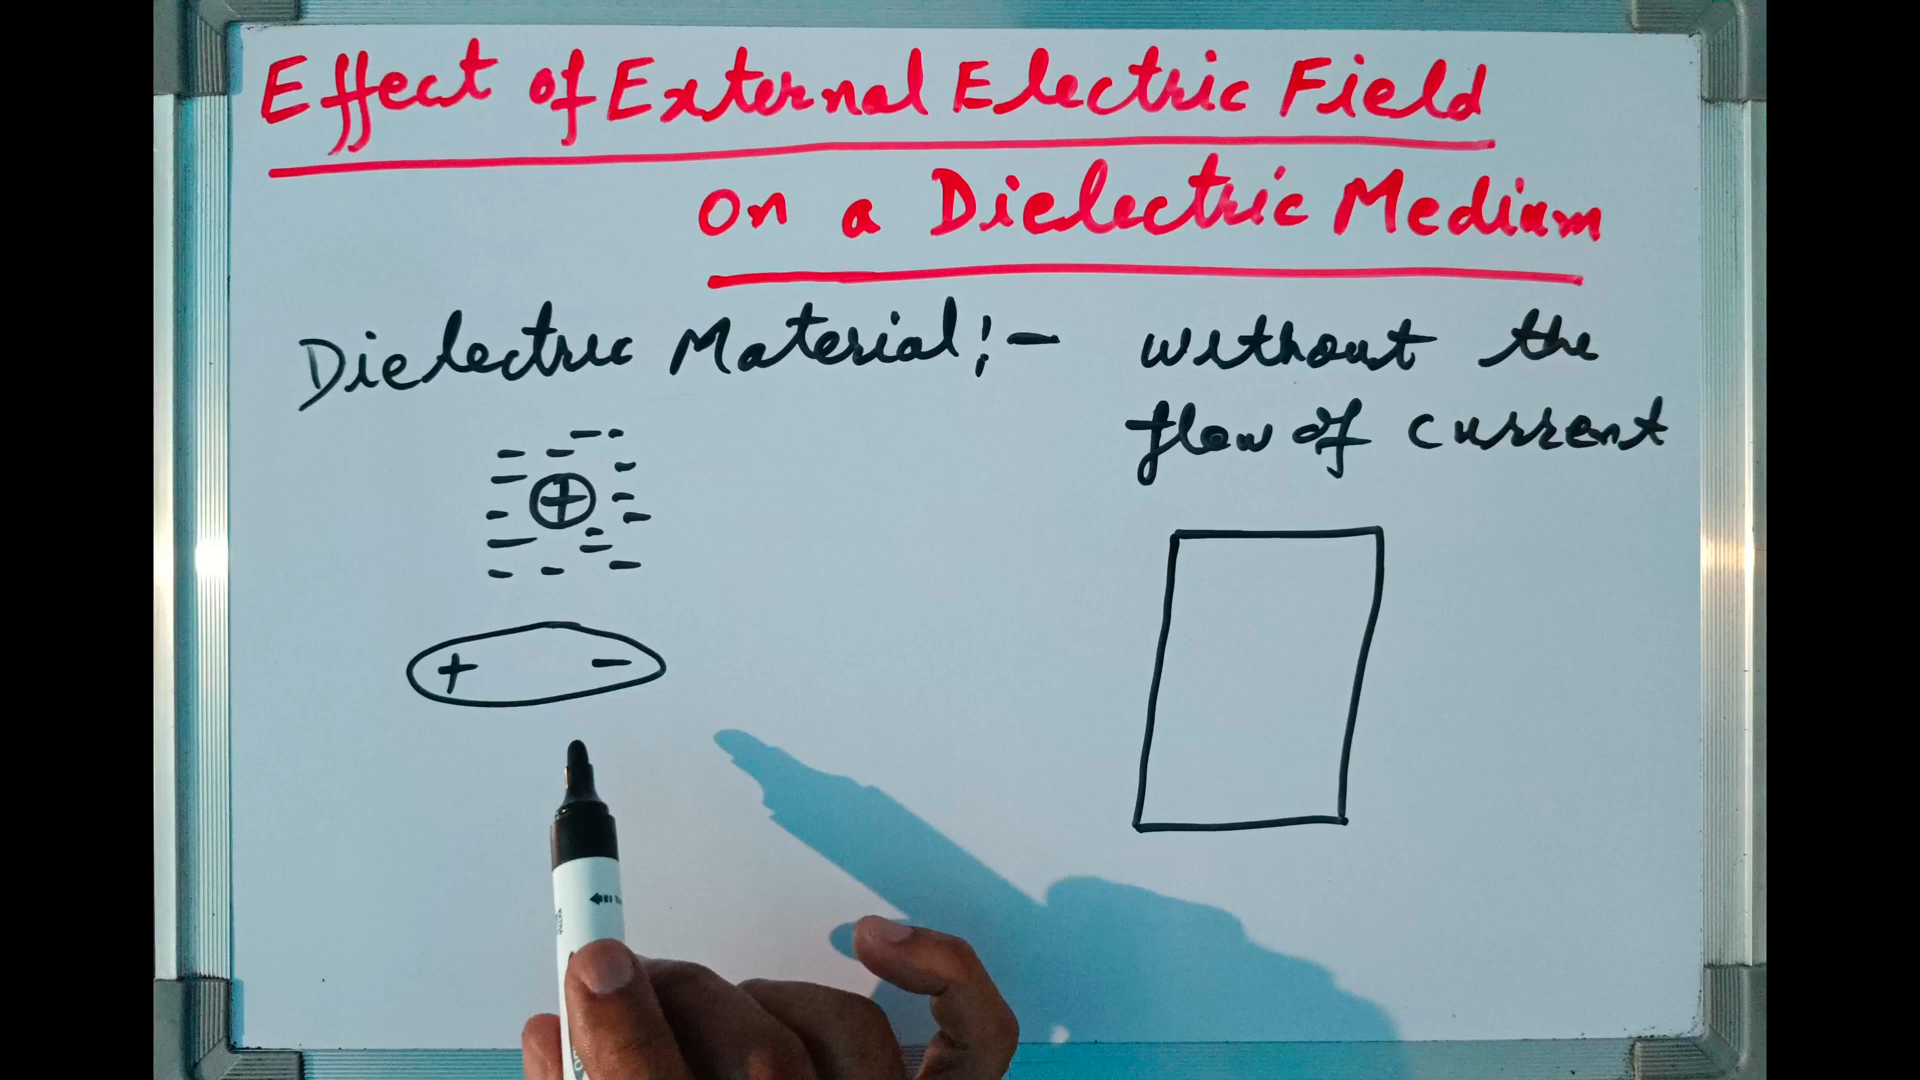 Effect of External Electric Field
on a Dielectric Medium
Dielectric Material :- without the
flow of current
+
+ -